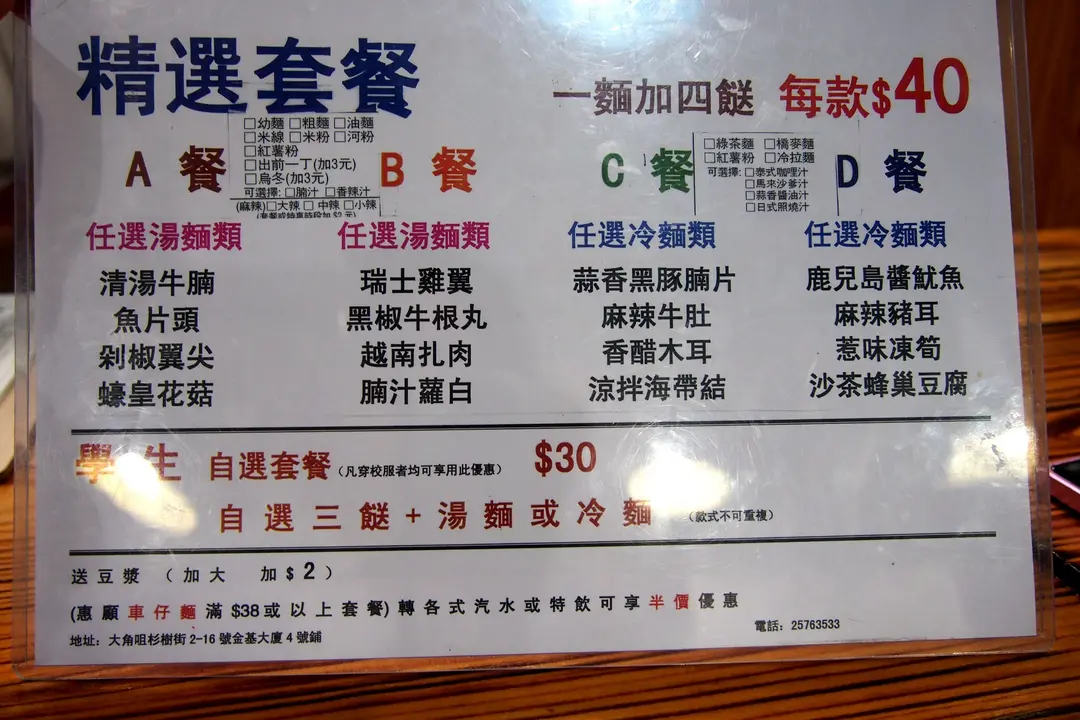 精選套餐
一麵加四餸 每款$40
□幼麵 □粗麵 □油麵
□米線 □米粉 □河粉
□紅薯粉
□出前一丁(加3元)
□烏冬(加3元)
可選擇: □腩汁 □香辣汁
(麻辣)□大辣 □中辣 □小辣
□綠茶麵 □橋麥麵
□紅薯粉 □冷拉麵
可選擇: □泰式咖哩汁
□馬來沙爹汁
□蒜香醬油汁
□日式照燒汁
A 餐 B 餐 C 餐 D 餐
任選湯麵類 任選湯麵類 任選冷麵類 任選冷麵類
清湯牛腩 瑞士雞翼 蒜香黑豚腩片 鹿兒島醬魷魚
魚片頭 黑椒牛根丸 麻辣牛肚 麻辣豬耳
剁椒翼尖 越南扎肉 香醋木耳 惹味凍筍
蠔皇花菇 腩汁蘿白 涼拌海帶結 沙茶蜂巢豆腐
學生 自選套餐(凡穿校服者均可享用此優惠) $30
自選三餸+湯麵或冷麵 (款式不可重複)
送豆漿 (加大 加$2)
(惠顧車仔麵滿 $38或以上套餐)轉各式汽水或特飲可享半價優惠
地址: 大角咀杉樹街 2-16 號金基大廈 4 號鋪
電話: 25763533